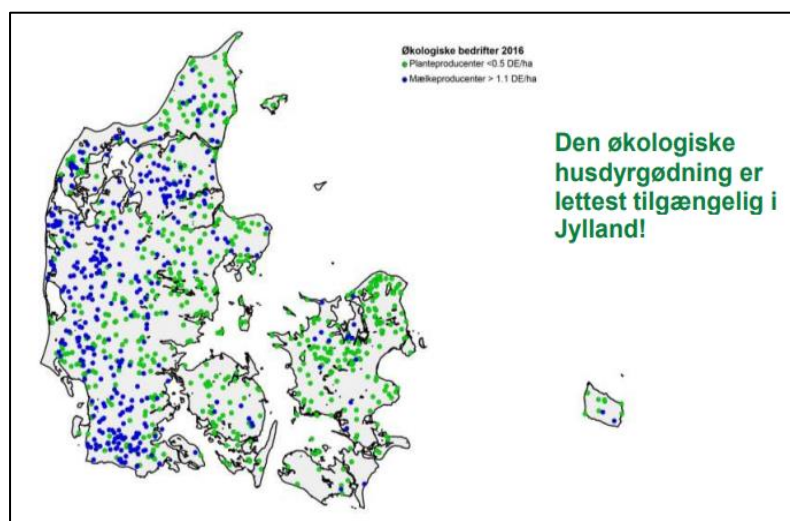 Økologiske bedrifter 2016
Planteproducenter <0.5 DE/ha
Mælkeproducenter > 1.1 DE/ha
Den økologiske
husdyrgødning er
lettest tilgængelig i
Jylland!